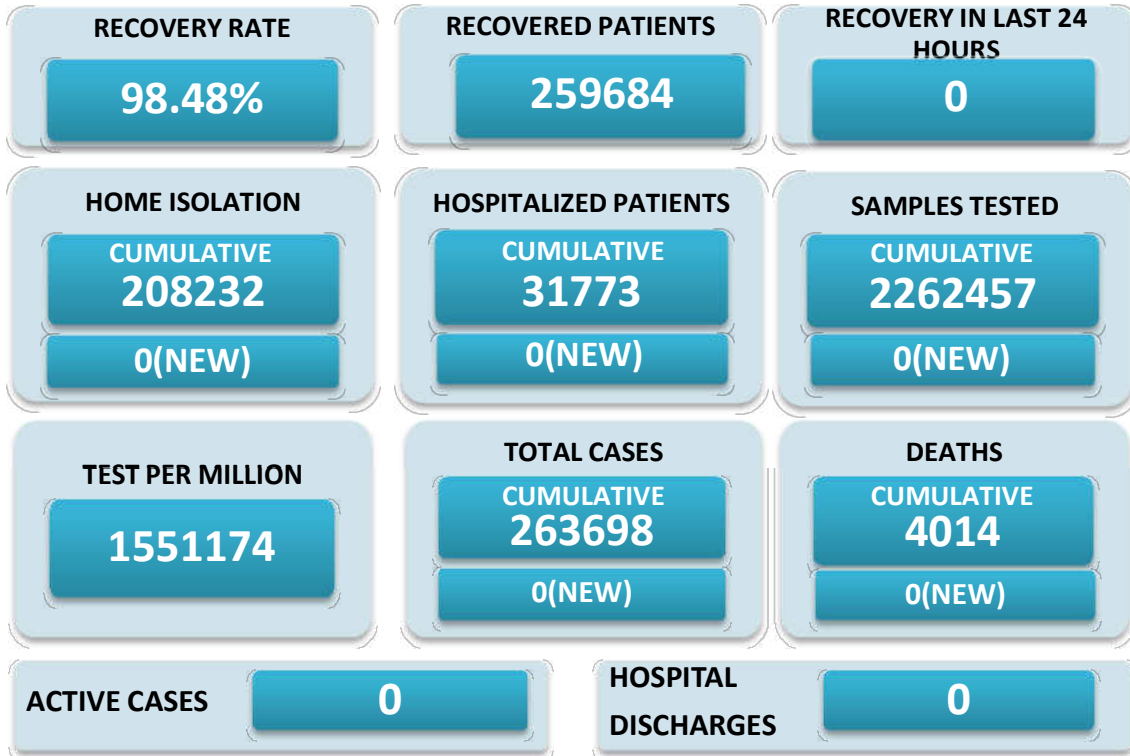 RECOVERY RATE
98.48%
RECOVERED PATIENTS
259684
RECOVERY IN LAST 24
HOURS
0
HOME ISOLATION
CUMULATIVE
208232
0(NEW)
HOSPITALIZED PATIENTS
CUMULATIVE
31773
0(NEW)
SAMPLES TESTED
CUMULATIVE
2262457
0(NEW)
TEST PER MILLION
1551174
TOTAL CASES
CUMULATIVE
263698
0(NEW)
DEATHS
CUMULATIVE
4014
0(NEW)
ACTIVE CASES
0
HOSPITAL
DISCHARGES
0